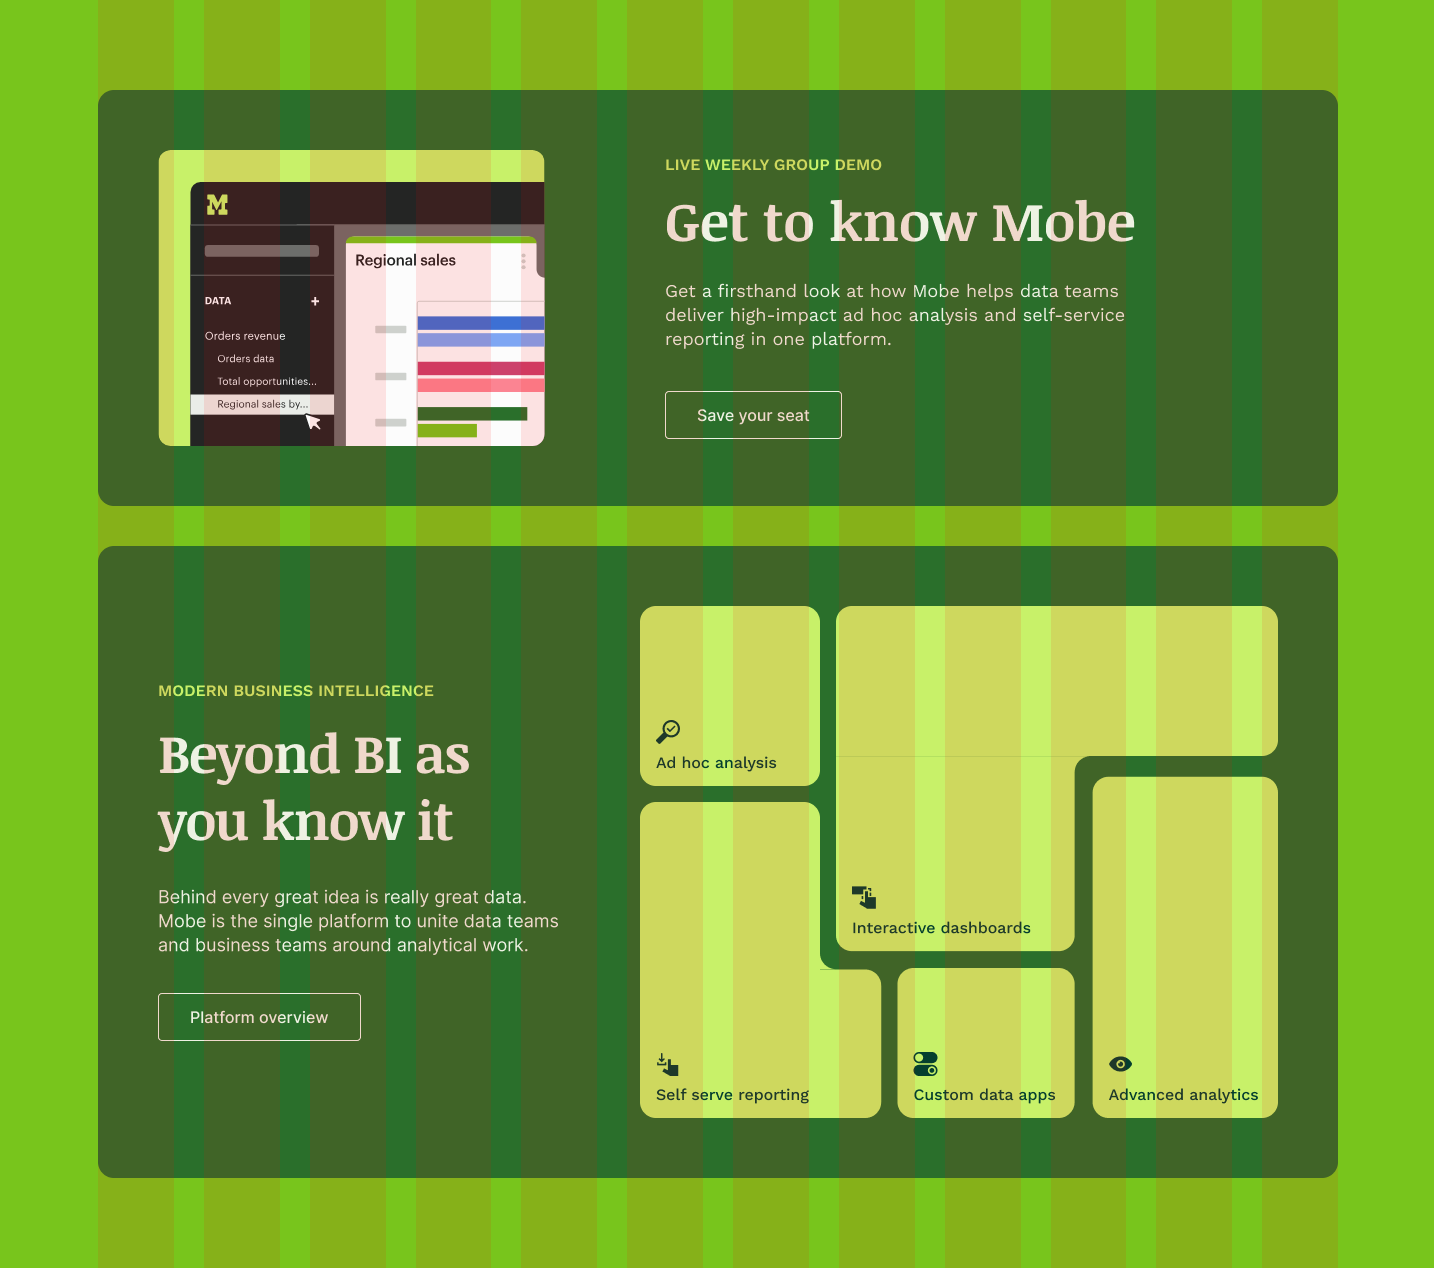 M
Regional sales
DATA +
Orders revenue
Orders data
Total opportunities...
Regional sales by...
LIVE WEEKLY GROUP DEMO
Get to know Mobe
Get a firsthand look at how Mobe helps data teams
deliver high-impact ad hoc analysis and self-service
reporting in one platform.
Save your seat
MODERN BUSINESS INTELLIGENCE
Beyond BI as
you know it
Behind every great idea is really great data.
Mobe is the single platform to unite data teams
and business teams around analytical work.
Platform overview
Ad hoc analysis
Interactive dashboards
Self serve reporting
Custom data apps
Advanced analytics